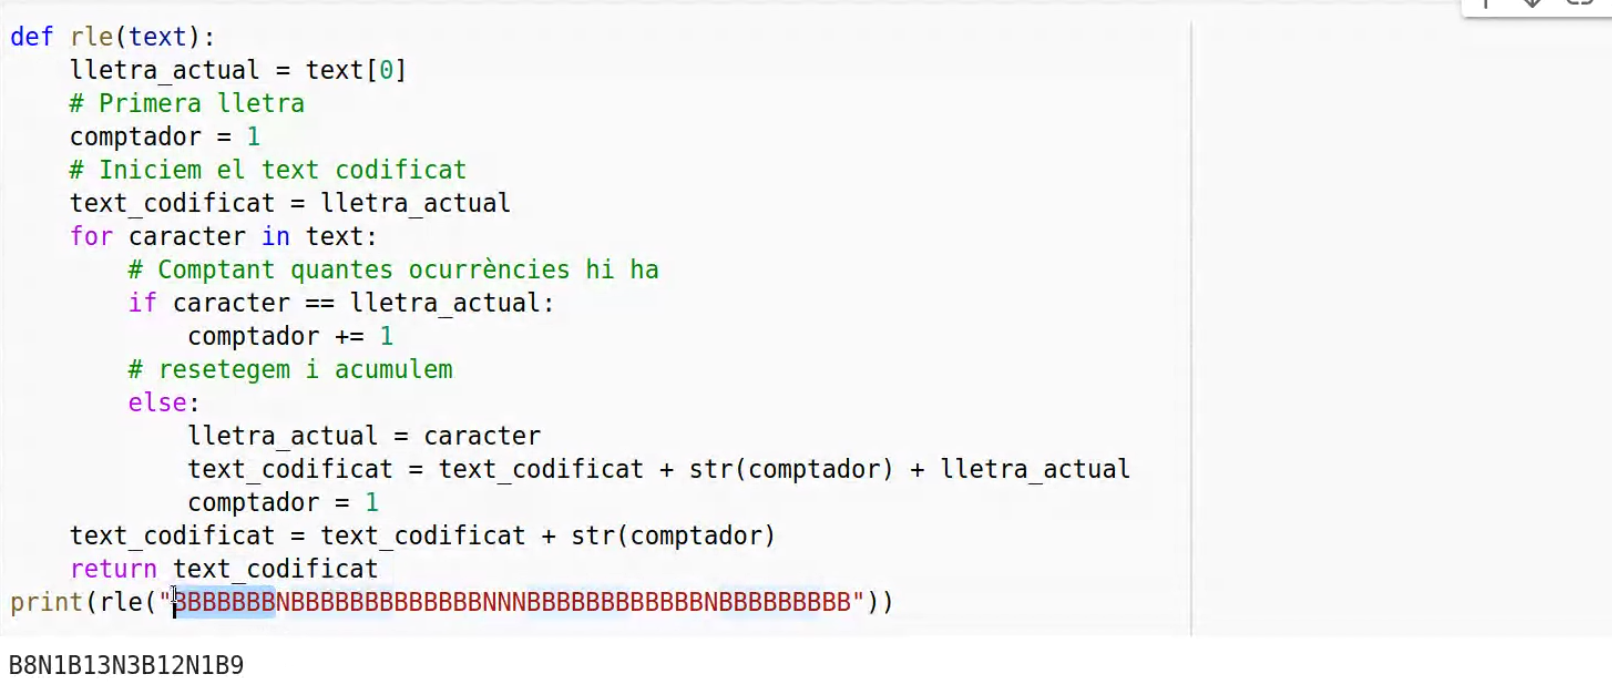 def rle(text):
    lletra_actual = text[0]
    # Primera lletra
    comptador = 1
    # Iniciem el text codificat
    text_codificat = lletra_actual
    for caracter in text:
        # Comptant quantes ocurrències hi ha
        if caracter == lletra_actual:
            comptador += 1
        # resetegem i acumulem
        else:
            lletra_actual = caracter
            text_codificat = text_codificat + str(comptador) + lletra_actual
            comptador = 1
    text_codificat = text_codificat + str(comptador)
    return text_codificat
print(rle("BBBBBBBNBBBBBBBBBBBBBNNNBBBBBBBBBBBBNBBBBBBBBB"))
B8N1B13N3B12N1B9